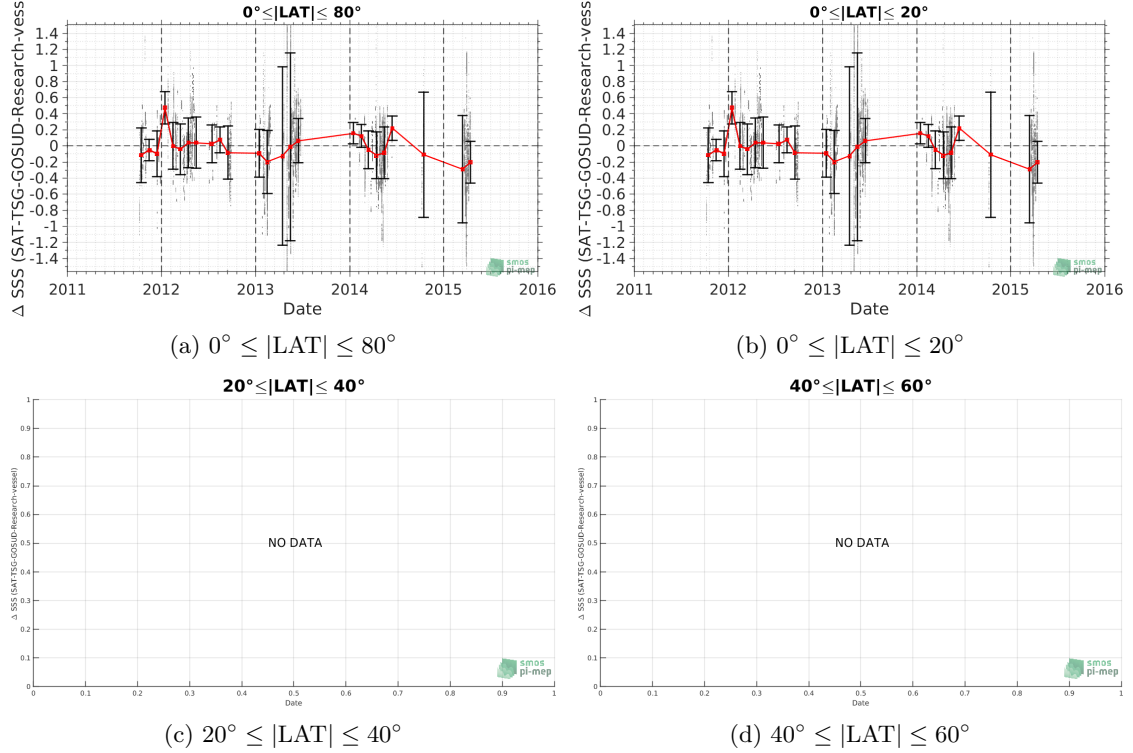 0°≤|LAT|≤ 80°
Δ SSS (SAT-TSG-GOSUD-Research-vess
1.4
1.2
1
0.8
0.6
0.4
0.2
0
-0.2
-0.4
-0.6
-0.8
-1
-1.2
-1.4
smos
pi-mep
2011 2012 2013 2014 2015 2016
Date
(a) 0° ≤ |LAT| ≤ 80°
0°≤|LAT|≤ 20°
Δ SSS (SAT-TSG-GOSUD-Research-vess
1.4
1.2
1
0.8
0.6
0.4
0.2
0
-0.2
-0.4
-0.6
-0.8
-1
-1.2
-1.4
smos
pi-mep
2011 2012 2013 2014 2015 2016
Date
(b) 0° ≤ |LAT| ≤ 20°
20°≤|LAT|≤ 40°
Δ SSS (SAT-TSG-GOSUD-Research-vessel)
1
0.9
0.8
0.7
0.6
0.5
0.4
0.3
0.2
0.1
0
NO DATA
smos
pi-mep
0 0.1 0.2 0.3 0.4 0.5 0.6 0.7 0.8 0.9 1
Date
(c) 20° ≤ |LAT| ≤ 40°
40°≤|LAT|≤ 60°
Δ SSS (SAT-TSG-GOSUD-Research-vessel)
1
0.9
0.8
0.7
0.6
0.5
0.4
0.3
0.2
0.1
0
NO DATA
smos
pi-mep
0 0.1 0.2 0.3 0.4 0.5 0.6 0.7 0.8 0.9 1
Date
(d) 40° ≤ |LAT| ≤ 60°